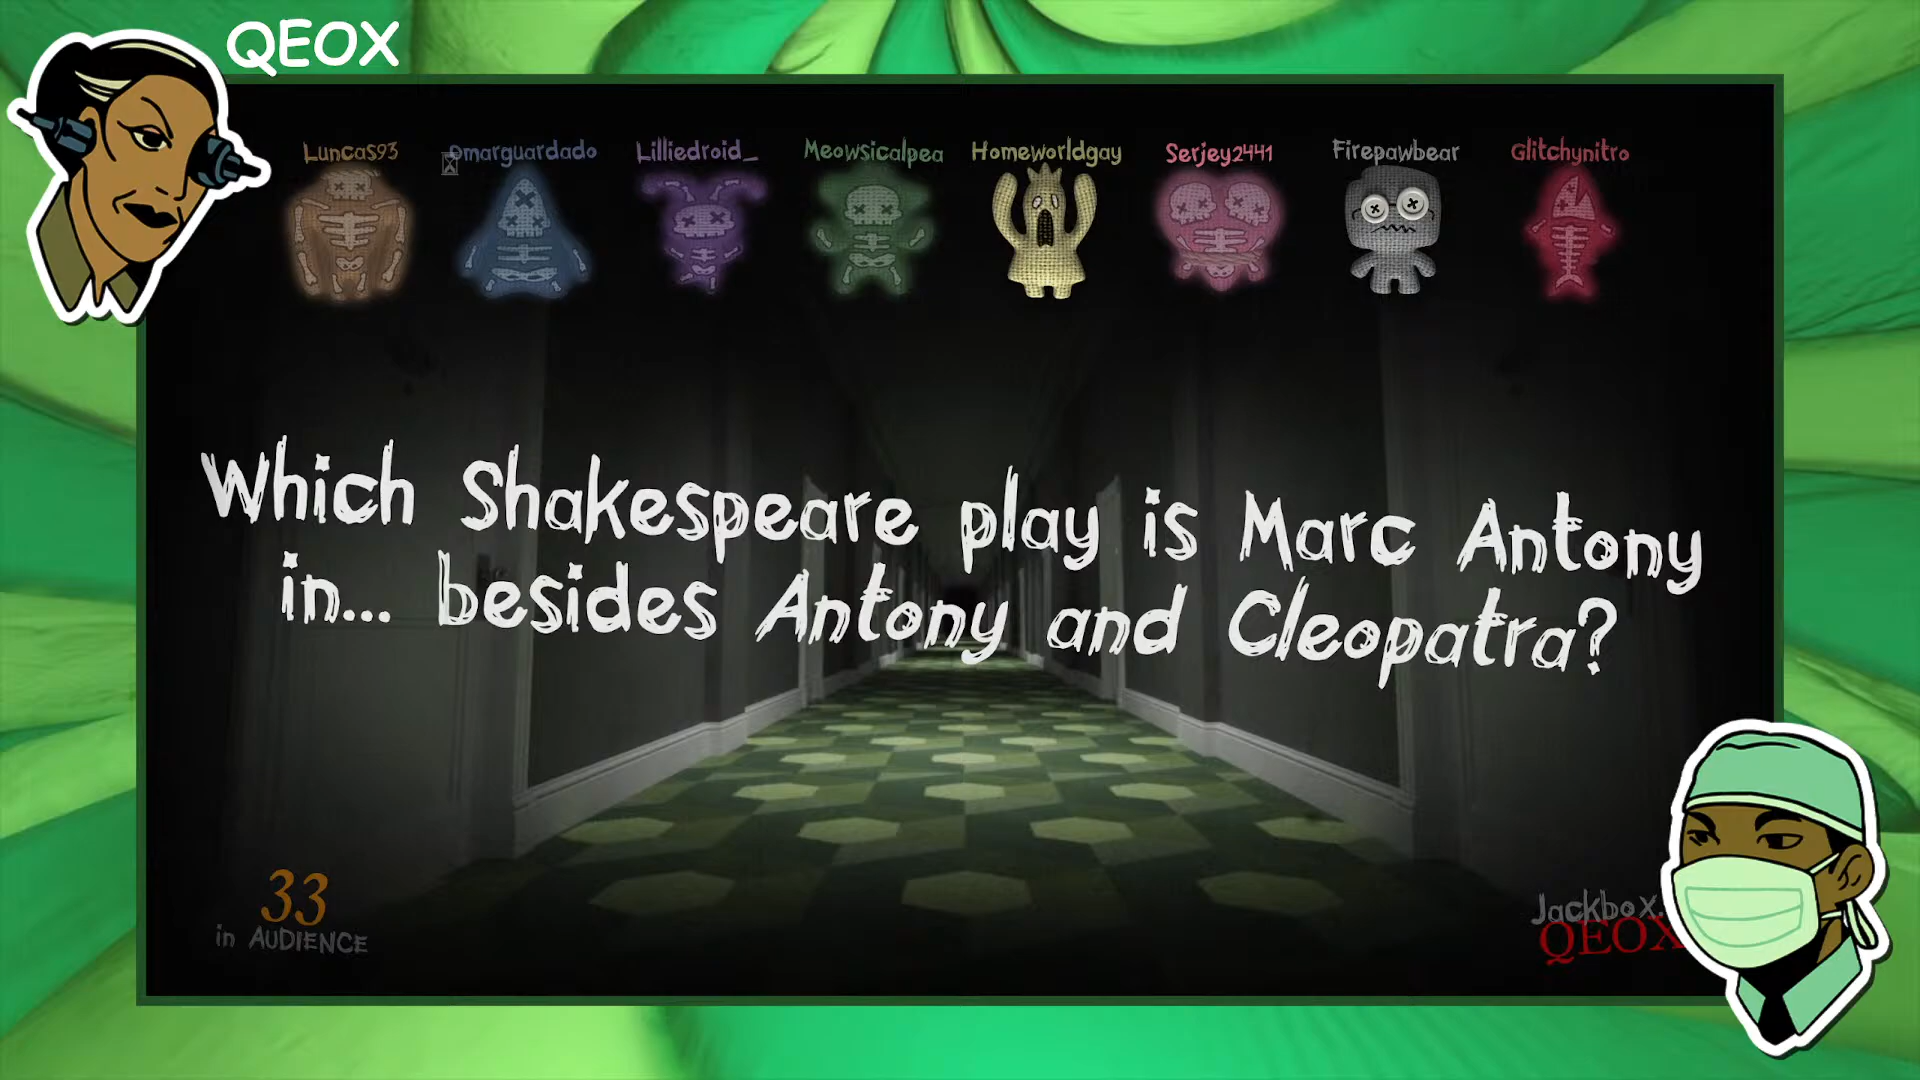 QEOX
Luncas93
omarguardado
Lilliedroid_
Meowsicalpea
Homeworldgay
Serjey2441
Firepawbear
Glitchynitro
Which Shakespeare play is Marc Antony
in... besides Antony and Cleopatra?
33
in AUDIENCE
Jackbox.
QEOX